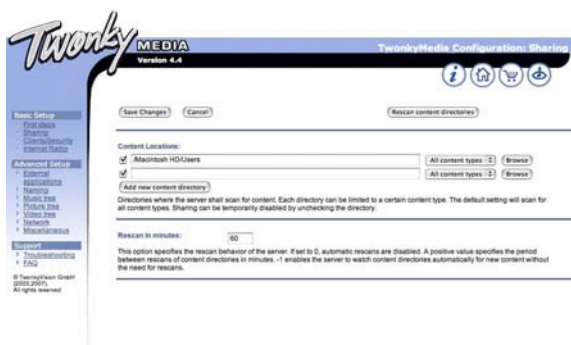 Twonky
MEDIA
Version 4.4
TwonkyMedia Configuration: Sharing
Basic Setup
First steps
Sharing
Clients/Security
Internet Radio
Advanced Setup
External
applications
Naming
Music tree
Picture tree
Video tree
Network
Miscellaneous
Support
Troubleshooting
FAQ
© TwonkyVision GmbH
(2003,2007).
All rights reserved
Save Changes
Cancel
Rescan content directories
Content Locations:
/Macintosh HD/Users
All content types
Browse
All content types
Browse
Add new content directory
Directories where the server shall scan for content. Each directory can be limited to a certain content type. The default setting will scan for
all content types. Sharing can be temporarily disabled by unchecking the directory.
Rescan in minutes:
60
This option specifies the rescan behavior of the server. If set to 0, automatic rescans are disabled. A positive value specifies the period
between rescans of content directories in minutes. -1 enables the server to watch content directories automatically for new content without
the need for rescans.